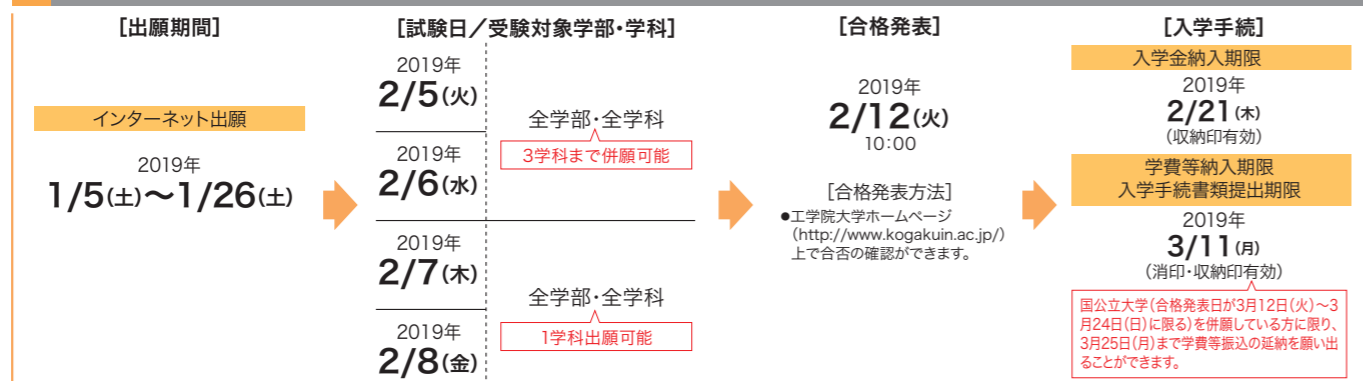 [出願期間]
インターネット出願
2019年
1/5(土)〜1/26(土)
[試験日/受験対象学部・学科]
2019年
2/5(火)
2019年
2/6(水)
全学部・全学科
3学科まで併願可能
2019年
2/7(木)
2019年
2/8(金)
全学部・全学科
1学科出願可能
[合格発表]
2019年
2/12(火)
10:00
[合格発表方法]
●工学院大学ホームページ
(http://www.kogakuin.ac.jp/)
上で合否の確認ができます。
[入学手続]
入学金納入期限
2019年
2/21(木)
(収納印有効)
学費等納入期限
入学手続書類提出期限
2019年
3/11(月)
(消印・収納印有効)
国公立大学(合格発表日が3月12日(火)〜3
月24日(日)に限る)を併願している方に限り、
3月25日(月)まで学費等振込の延納を願い出
ることができます。